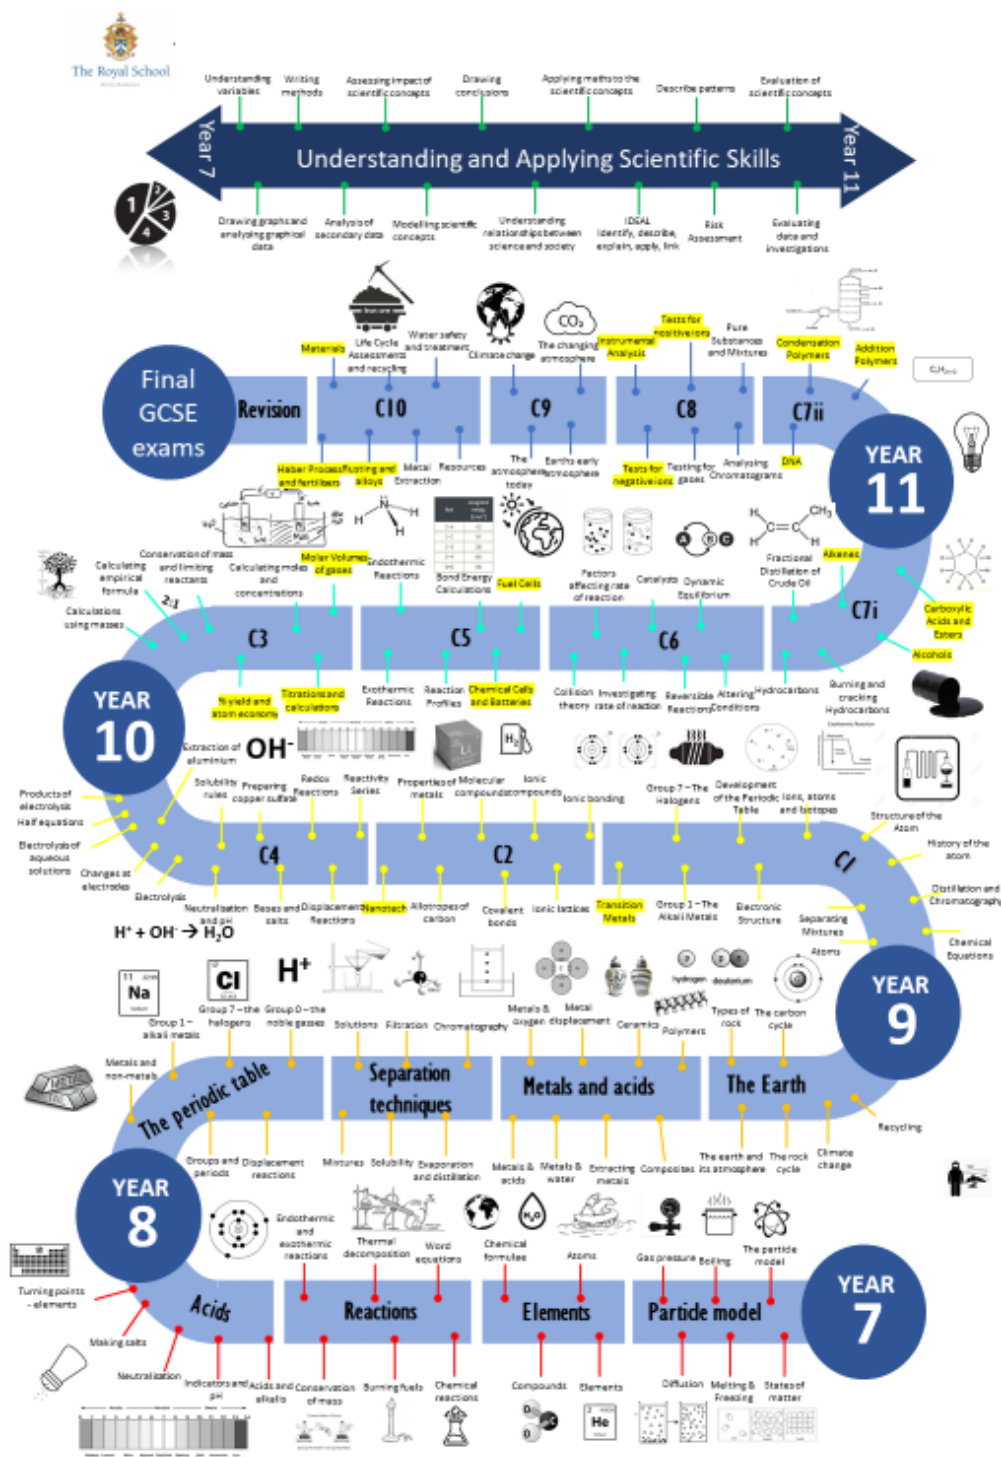 The Royal School
Understanding
variables
Writing
methods
Assessing impact of
scientific concepts
Drawing
conclusions
Applying maths to the
scientific concepts
Describe patterns
Evaluation of
scientific concepts
Year 7
Understanding and Applying Scientific Skills
Year 11
Drawing graphs and
analysing graphical
data
Analysis of
secondary data
Modelling scientific
concepts
Understanding
relationships between
science and society
IDEAL
Identify, describe,
explain, apply, link
Risk
Assessment
Evaluating
data and
investigations
1
2
3
4
CO₂
Materials
Life Cycle
Assessments
and recycling
Water safety
and treatment
Climate change
The changing
atmosphere
Instrumental
Analysis
Tests for
positive ions
Pure
Substances
and Mixtures
Condensation
Polymers
Addition
Polymers
Final
GCSE
exams
Revision
C10
C9
C8
C7ii
YEAR
11
Haber Process
and fertilisers
Rusting and
alloys
Metal
Extraction
Resources
The
atmosphere
today
Earths early
atmosphere
Tests for
negative ions
Testing for
gases
Analysing
Chromatograms
DNA
Calculations
using masses
Calculating
empirical
formula
2:1
Conservation of mass
and limiting
reactants
Calculating moles
and
concentrations
Molar Volumes
of gases
Endothermic
Reactions
Bond Energy
Calculations
Fuel Cells
Factors
affecting rate
of reaction
Catalysts
Dynamic
Equilibrium
Fractional
Distillation of
Crude Oil
Alkenes
Carboxylic
Acids and
Esters
Alcohols
C3
C5
C6
C7i
YEAR
10
% yield and
atom economy
Titrations and
calculations
Exothermic
Reactions
Reaction
Profiles
Chemical Cells
and Batteries
Collision
theory
Investigating
rate of reaction
Reversible
Reactions
Altering
Conditions
Hydrocarbons
Burning and
cracking
Hydrocarbons
Extraction of
aluminium
OH⁻
Li
H₂
Products of
electrolysis
Half equations
Electrolysis of
aqueous
solutions
Changes at
electrodes
Electrolysis
Solubility
rules
Preparing
copper sulfate
Redox
Reactions
Reactivity
Series
Properties of
metals
Molecular
compounds
Ionic
compounds
Ionic bonding
Group 7 – The
Halogens
Development
of the Periodic
Table
Ions, atoms
and Isotopes
Structure of the
Atom
History of the
atom
Distillation and
Chromatography
Chemical
Equations
C4
C2
C1
Neutralisation
and pH
Bases and
salts
Displacement
Reactions
Nanotech
Allotropes of
carbon
Covalent
bonds
Ionic lattices
Transition
Metals
Group 1 – The
Alkali Metals
Electronic
Structure
Separating
Mixtures
Atoms
H⁺ + OH⁻ → H₂O
YEAR
9
11
Na
Cl
H⁺
hydrogen
deuterium
Metals and
non-metals
Group 1 –
alkali metals
Group 7 – the
halogens
Group 0 – the
noble gasses
Solutions
Filtration
Chromatography
Metals &
oxygen
Metal
displacement
Ceramics
Polymers
Types of
rock
The carbon
cycle
The periodic table
Separation
techniques
Metals and acids
The Earth
Recycling
Groups and
periods
Displacement
reactions
Mixtures
Solubility
Evaporation
and distillation
Metals &
acids
Metals &
water
Extracting
metals
Composites
The earth and
its atmosphere
The rock
cycle
Climate
change
YEAR
8
Endothermic
and
exothermic
reactions
Thermal
decomposition
Word
equations
H₂O
Chemical
formulae
Atoms
Gas pressure
Boiling
The particle
model
Turning points
- elements
Making salts
Neutralisation
Acids
Reactions
Elements
Particle model
YEAR
7
Indicators and
pH
Acids and
alkalis
Conservation
of mass
Burning fuels
Chemical
reactions
Compounds
Elements
Diffusion
Melting &
Freezing
States of
matter
He